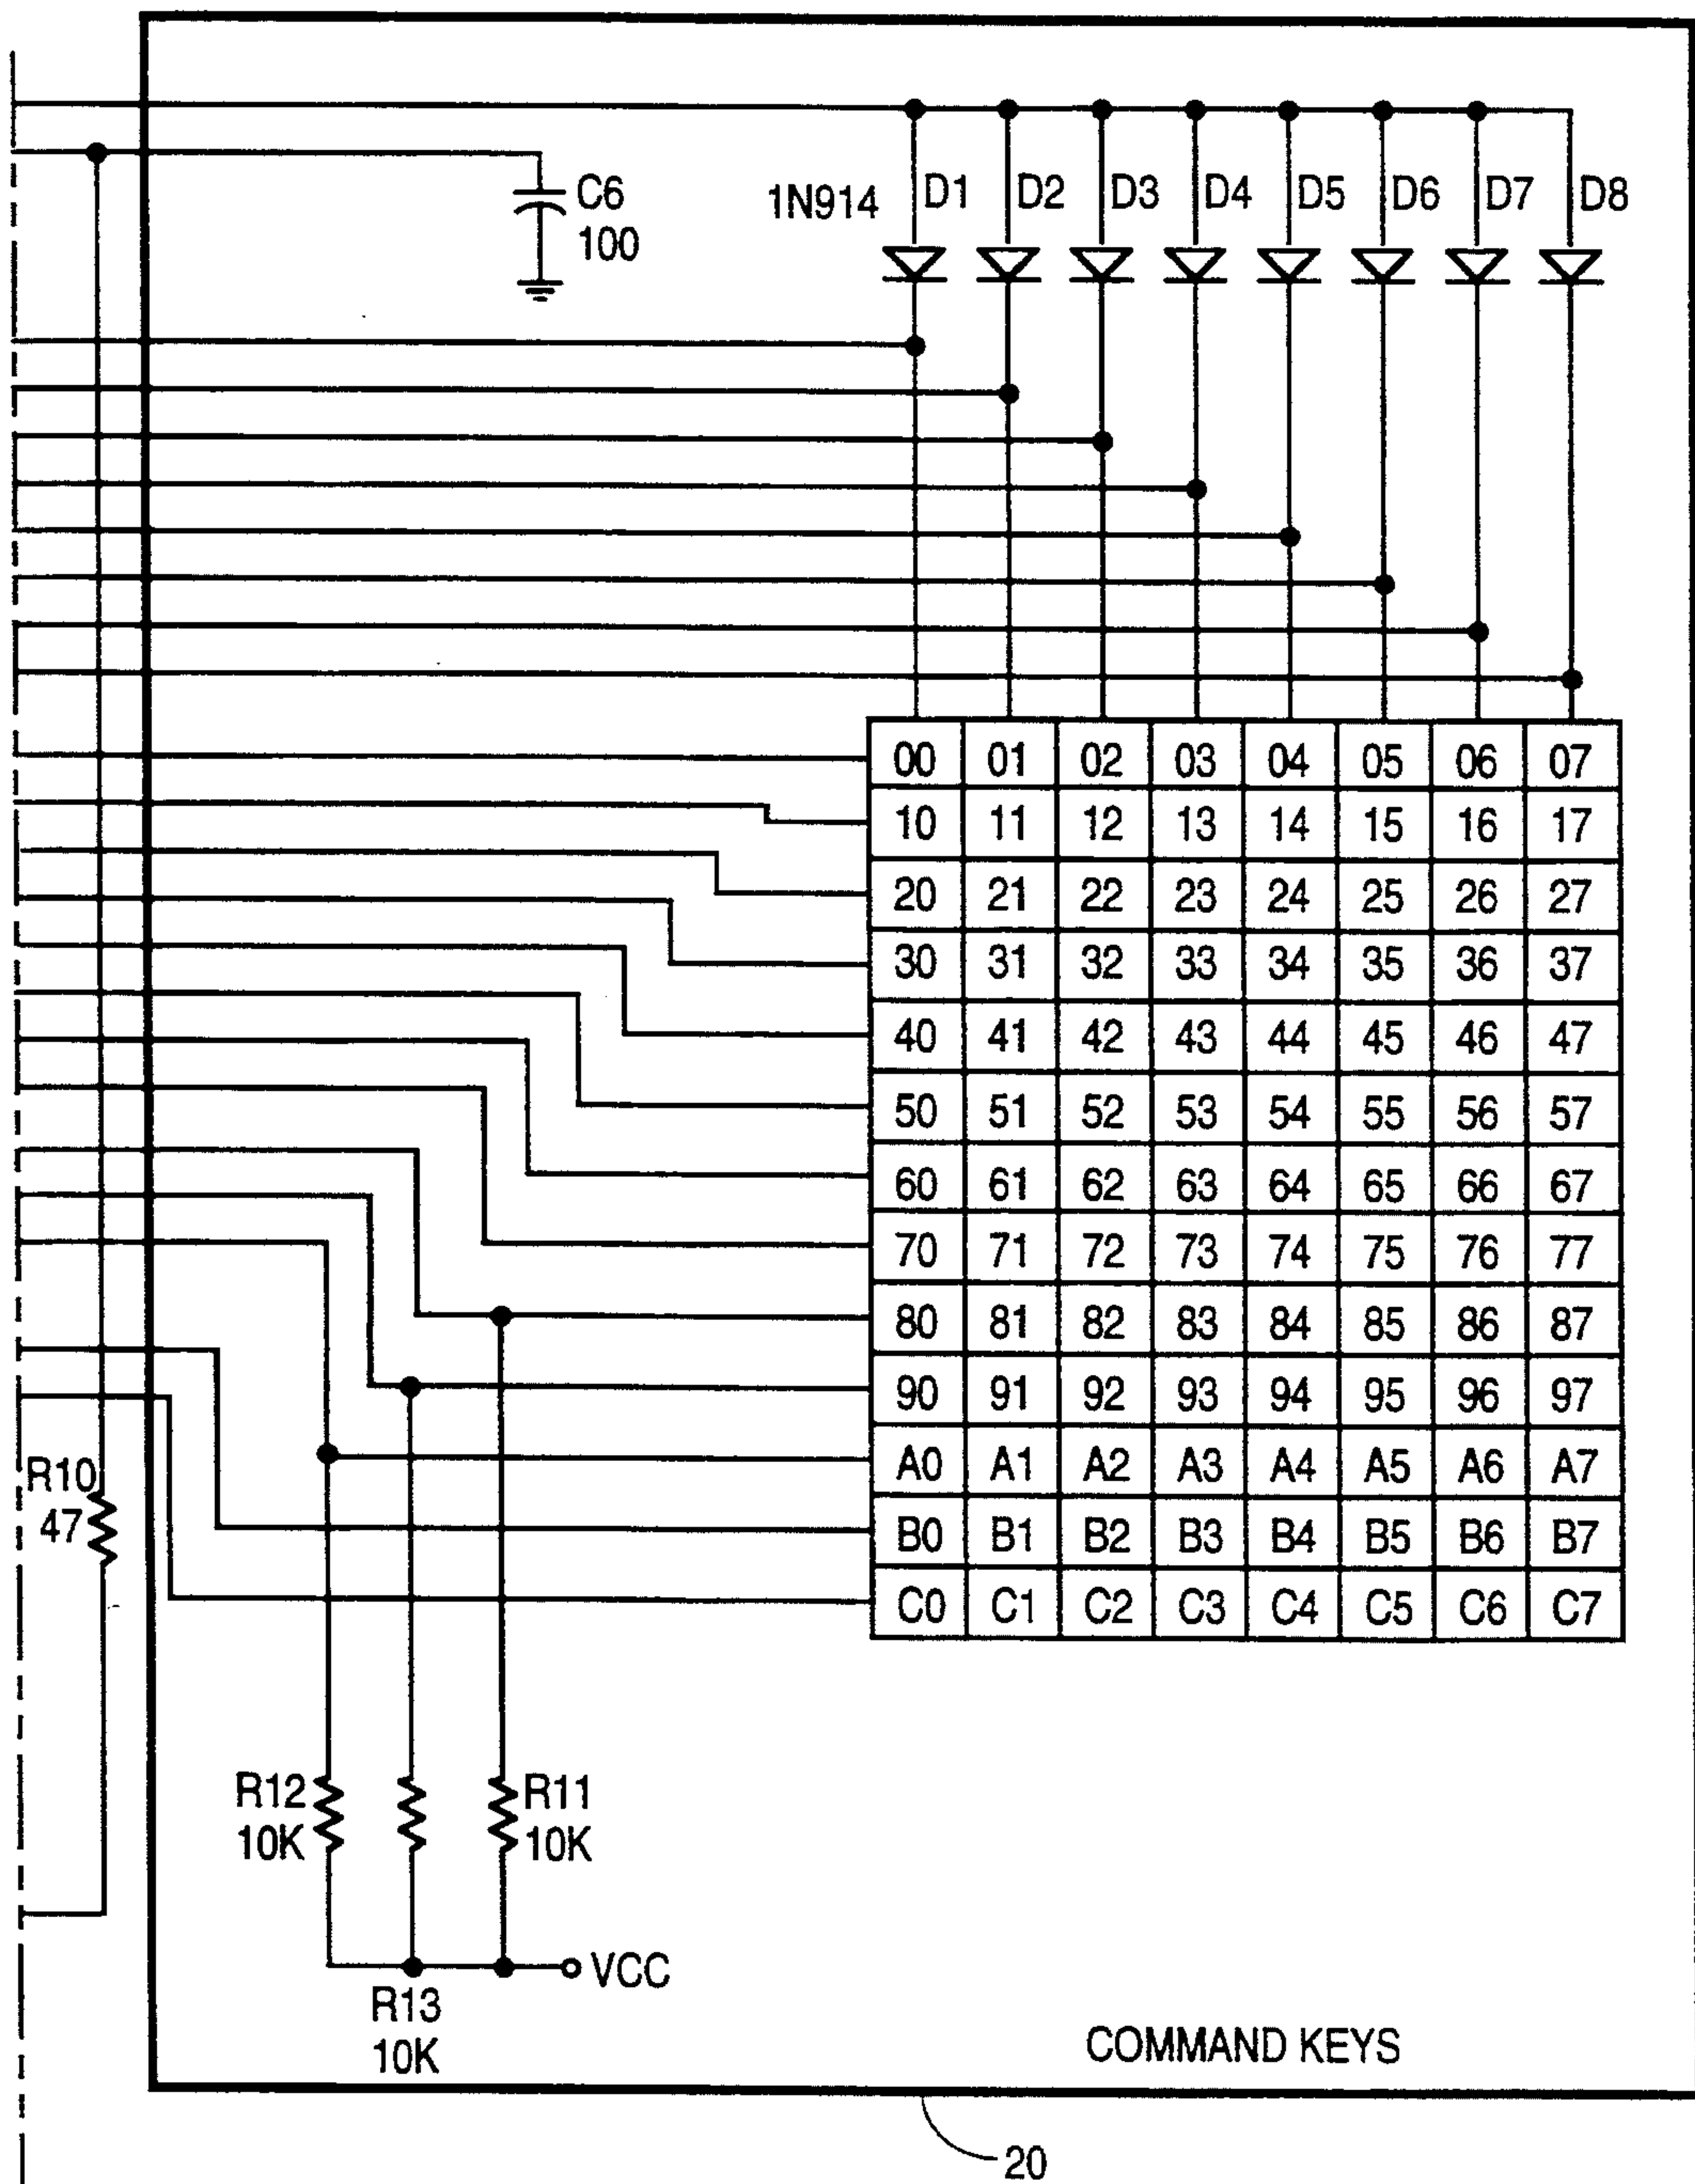 C6
100
1N914
D1 D2 D3 D4 D5 D6 D7 D8
00 01 02 03 04 05 06 07
10 11 12 13 14 15 16 17
20 21 22 23 24 25 26 27
30 31 32 33 34 35 36 37
40 41 42 43 44 45 46 47
50 51 52 53 54 55 56 57
60 61 62 63 64 65 66 67
70 71 72 73 74 75 76 77
80 81 82 83 84 85 86 87
90 91 92 93 94 95 96 97
A0 A1 A2 A3 A4 A5 A6 A7
B0 B1 B2 B3 B4 B5 B6 B7
C0 C1 C2 C3 C4 C5 C6 C7
R10
47
R12
10K
R11
10K
VCC
R13
10K
COMMAND KEYS
20